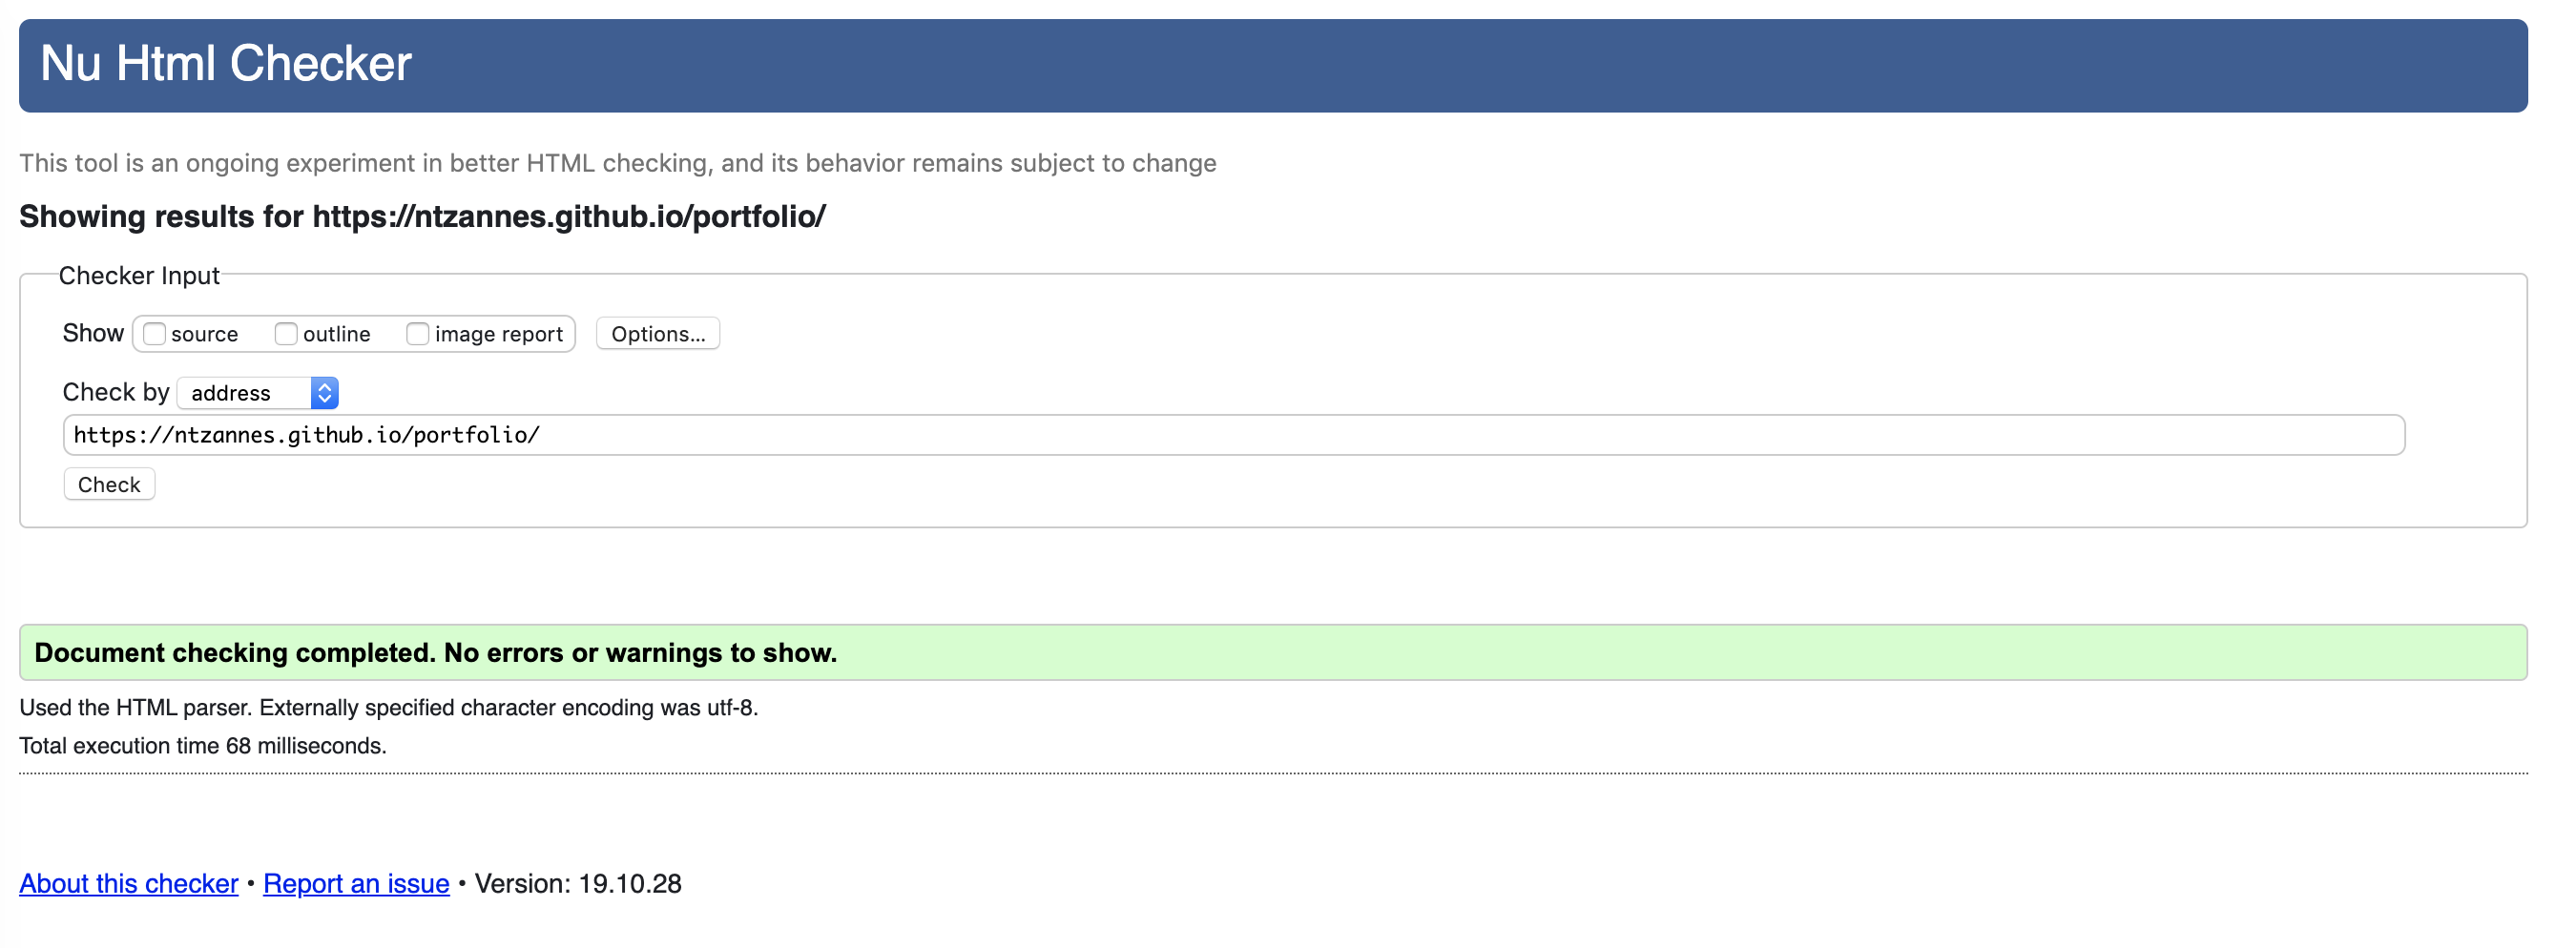 Nu Html Checker
This tool is an ongoing experiment in better HTML checking, and its behavior remains subject to change
Showing results for https://ntzannes.github.io/portfolio/
Checker Input
Show source outline image report Options...
Check by address
https://ntzannes.github.io/portfolio/
Check
Document checking completed. No errors or warnings to show.
Used the HTML parser. Externally specified character encoding was utf-8.
Total execution time 68 milliseconds.
About this checker • Report an issue • Version: 19.10.28